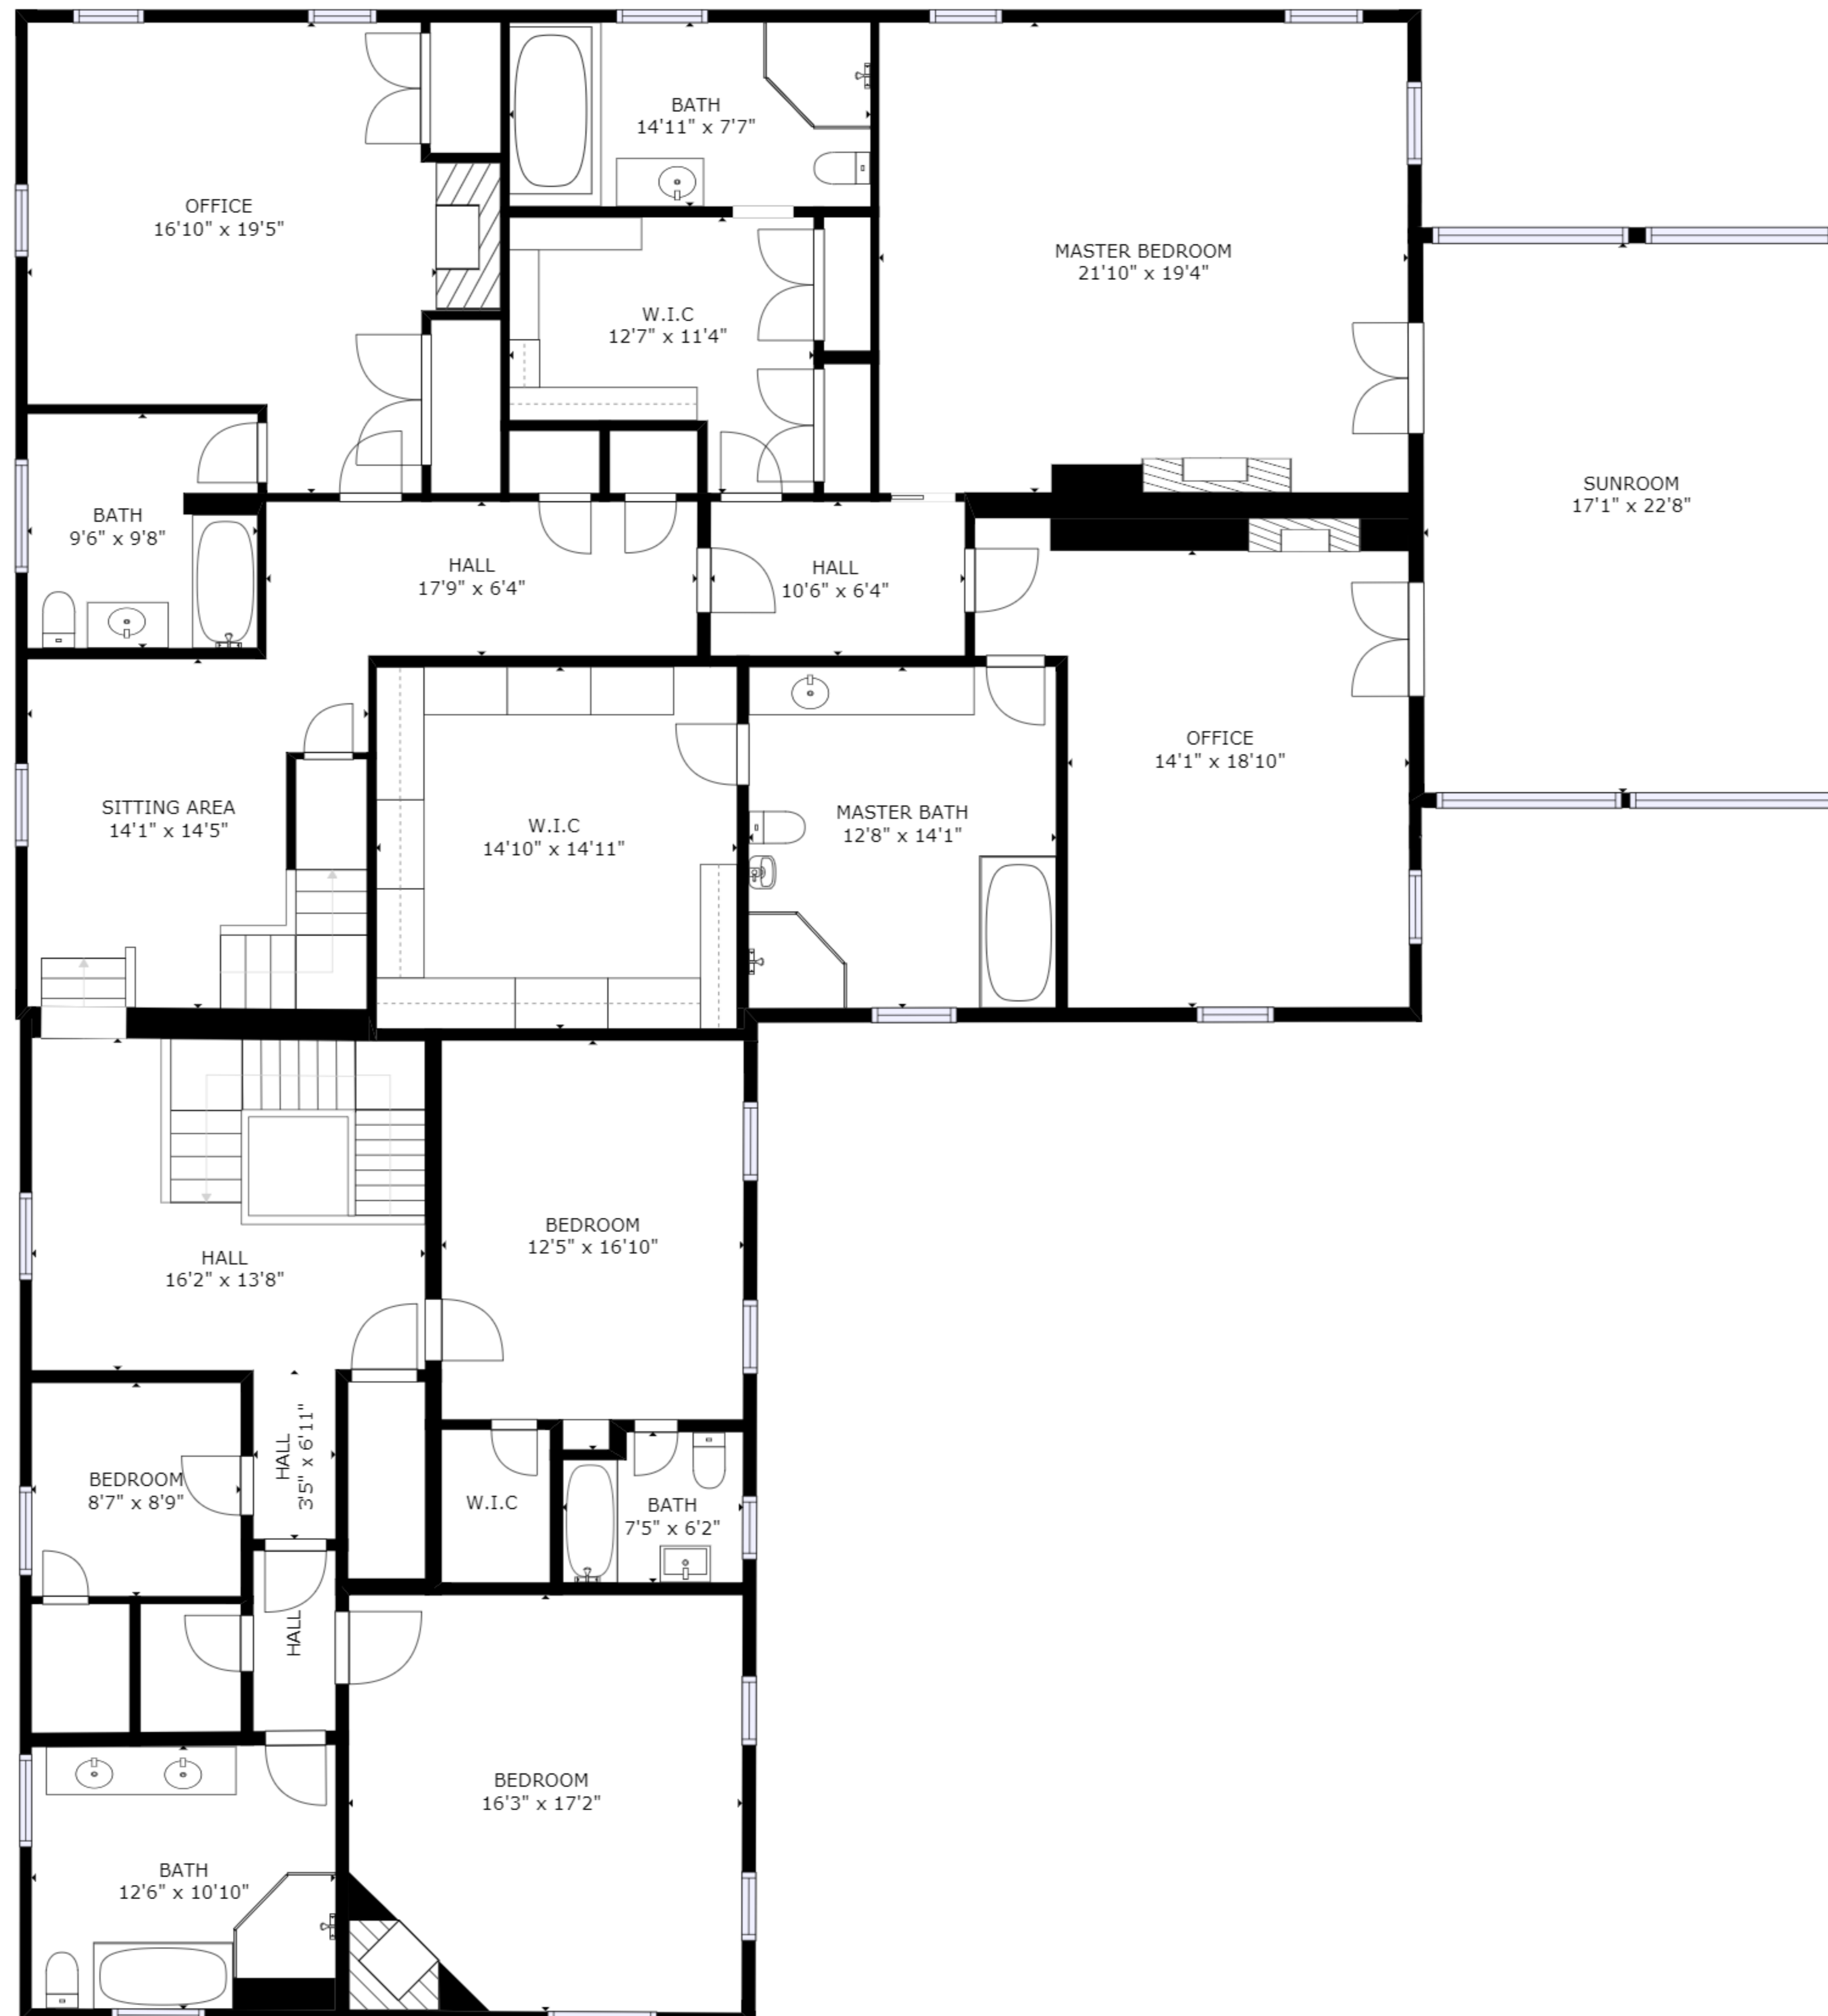 BATH
14'11" x 7'7"
OFFICE
16'10" x 19'5"
MASTER BEDROOM
21'10" x 19'4"
W.I.C
12'7" x 11'4"
SUNROOM
17'1" x 22'8"
BATH
9'6" x 9'8"
HALL
17'9" x 6'4"
HALL
10'6" x 6'4"
OFFICE
14'1" x 18'10"
SITTING AREA
14'1" x 14'5"
W.I.C
14'10" x 14'11"
MASTER BATH
12'8" x 14'1"
BEDROOM
12'5" x 16'10"
HALL
16'2" x 13'8"
HALL
3'5" x 6'11"
BEDROOM
8'7" x 8'9"
W.I.C
BATH
7'5" x 6'2"
HALL
BEDROOM
16'3" x 17'2"
BATH
12'6" x 10'10"